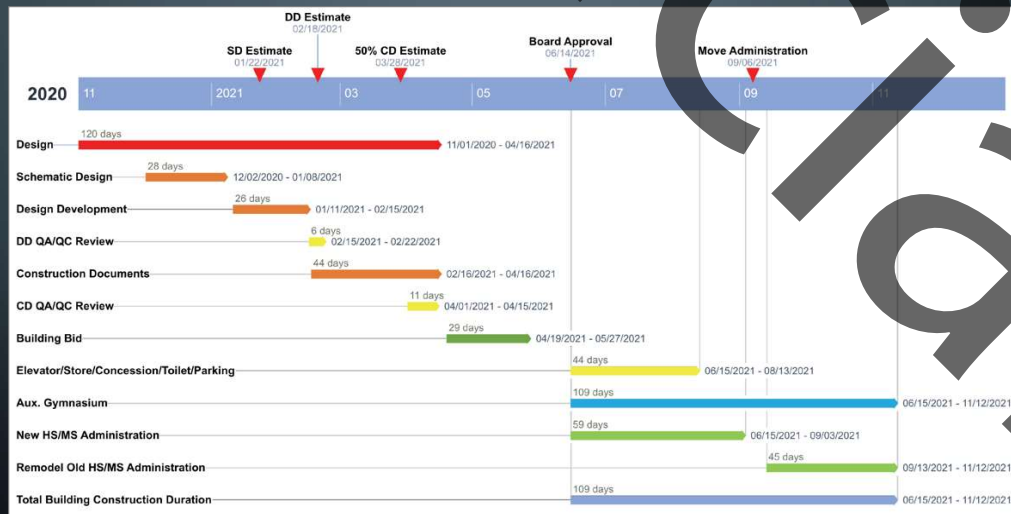 DD Estimate
02/18/2021
SD Estimate
01/22/2021
50% CD Estimate
03/28/2021
Board Approval
06/14/2021
Move Administration
09/06/2021
2020 11 2021 03 05 07 09 11
120 days
Design 11/01/2020 - 04/16/2021
28 days
Schematic Design 12/02/2020 - 01/08/2021
26 days
Design Development 01/11/2021 - 02/15/2021
6 days
DD QA/QC Review 02/15/2021 - 02/22/2021
44 days
Construction Documents 02/16/2021 - 04/16/2021
11 days
CD QA/QC Review 04/01/2021 - 04/15/2021
29 days
Building Bid 04/19/2021 - 05/27/2021
44 days
Elevator/Store/Concession/Toilet/Parking 06/15/2021 - 08/13/2021
109 days
Aux. Gymnasium 06/15/2021 - 11/12/2021
59 days
New HS/MS Administration 06/15/2021 - 09/03/2021
45 days
Remodel Old HS/MS Administration 09/13/2021 - 11/12/2021
109 days
Total Building Construction Duration 06/15/2021 - 11/12/2021